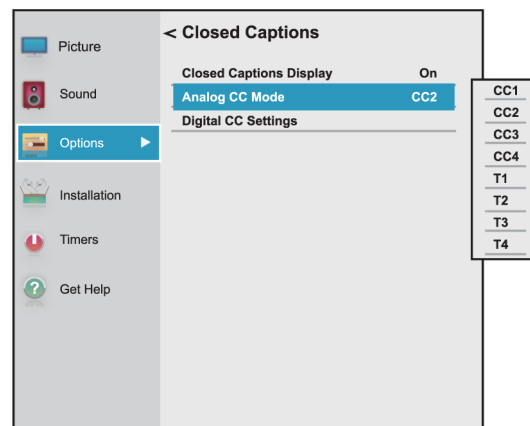 Picture
Sound
Options
Installation
Timers
Get Help
< Closed Captions
Closed Captions Display On
Analog CC Mode CC2
Digital CC Settings
CC1
CC2
CC3
CC4
T1
T2
T3
T4